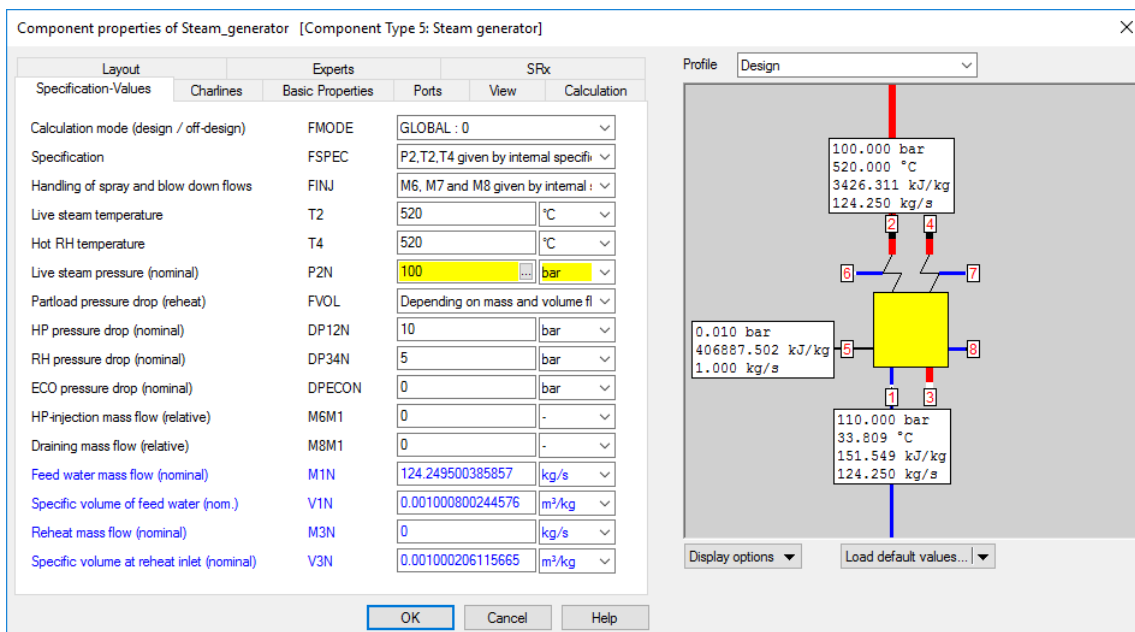 Component properties of Steam_generator [Component Type 5: Steam generator]
Layout Experts SRx
Specification-Values Charlines Basic Properties Ports View Calculation
Calculation mode (design / off-design) FMODE GLOBAL : 0
Specification FSPEC P2,T2,T4 given by internal specifi
Handling of spray and blow down flows FINJ M6, M7 and M8 given by internal :
Live steam temperature T2 520 °C
Hot RH temperature T4 520 °C
Live steam pressure (nominal) P2N 100 ... bar
Partload pressure drop (reheat) FVOL Depending on mass and volume fl
HP pressure drop (nominal) DP12N 10 bar
RH pressure drop (nominal) DP34N 5 bar
ECO pressure drop (nominal) DPECON 0 bar
HP-injection mass flow (relative) M6M1 0 -
Draining mass flow (relative) M8M1 0 -
Feed water mass flow (nominal) M1N 124.249500385857 kg/s
Specific volume of feed water (nom.) V1N 0.001000800244576 m³/kg
Reheat mass flow (nominal) M3N 0 kg/s
Specific volume at reheat inlet (nominal) V3N 0.001000206115665 m³/kg
OK Cancel Help
Profile Design
100.000 bar
520.000 °C
3426.311 kJ/kg
124.250 kg/s
2 4
6 7
0.010 bar
406887.502 kJ/kg
1.000 kg/s
5 8
1 3
110.000 bar
33.809 °C
151.549 kJ/kg
124.250 kg/s
Display options Load default values...